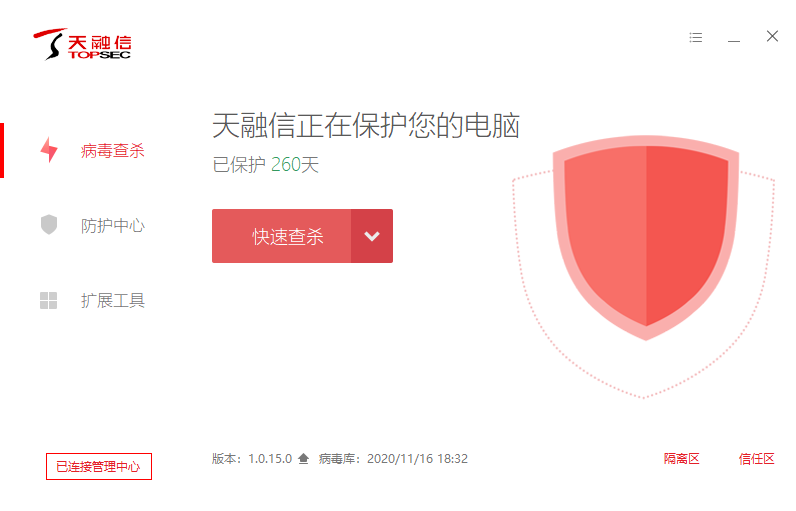 天融信
TOPSEC
病毒查杀
防护中心
扩展工具
天融信正在保护您的电脑
已保护 260天
快速查杀
已连接管理中心
版本：1.0.15.0 病毒库：2020/11/16 18:32
隔离区 信任区